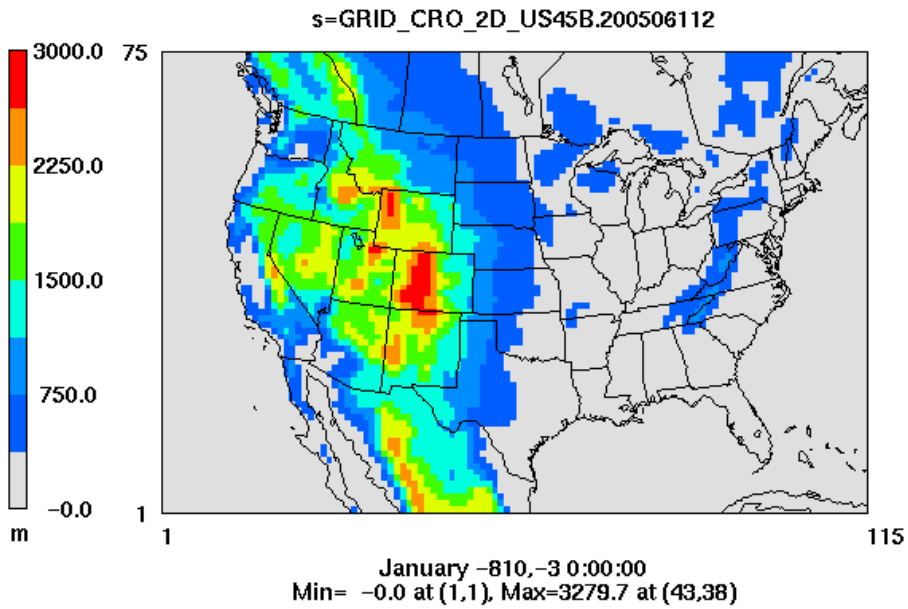 s=GRID_CRO_2D_US45B.200506112
3000.0
2250.0
1500.0
750.0
-0.0
m
75
1
1
115
January -810,-3 0:00:00
Min= -0.0 at (1,1), Max=3279.7 at (43,38)